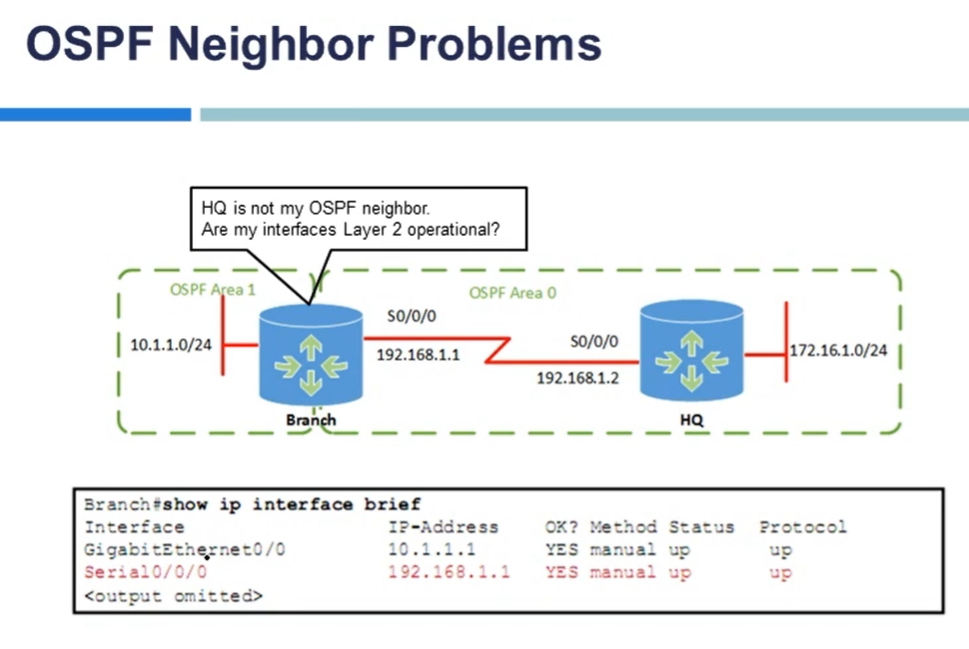 OSPF Neighbor Problems
HQ is not my OSPF neighbor.
Are my interfaces Layer 2 operational?
OSPF Area 1
OSPF Area 0
S0/0/0
10.1.1.0/24
192.168.1.1
S0/0/0
172.16.1.0/24
192.168.1.2
Branch
HQ
Branch#show ip interface brief
Interface IP-Address OK? Method Status Protocol
GigabitEthernet0/0 10.1.1.1 YES manual up up
Serial0/0/0 192.168.1.1 YES manual up up
<output omitted>